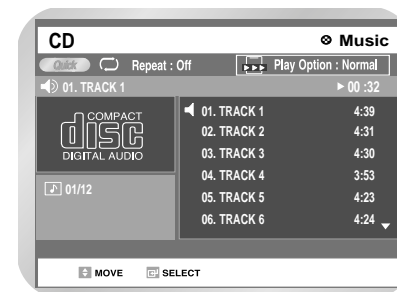 CD
Music
Quick Repeat : Off Play Option : Normal
01. TRACK 1 00 :32
COMPACT
disc
DIGITAL AUDIO
01/12
01. TRACK 1 4:39
02. TRACK 2 4:31
03. TRACK 3 4:30
04. TRACK 4 3:53
05. TRACK 5 4:23
06. TRACK 6 4:24
MOVE SELECT